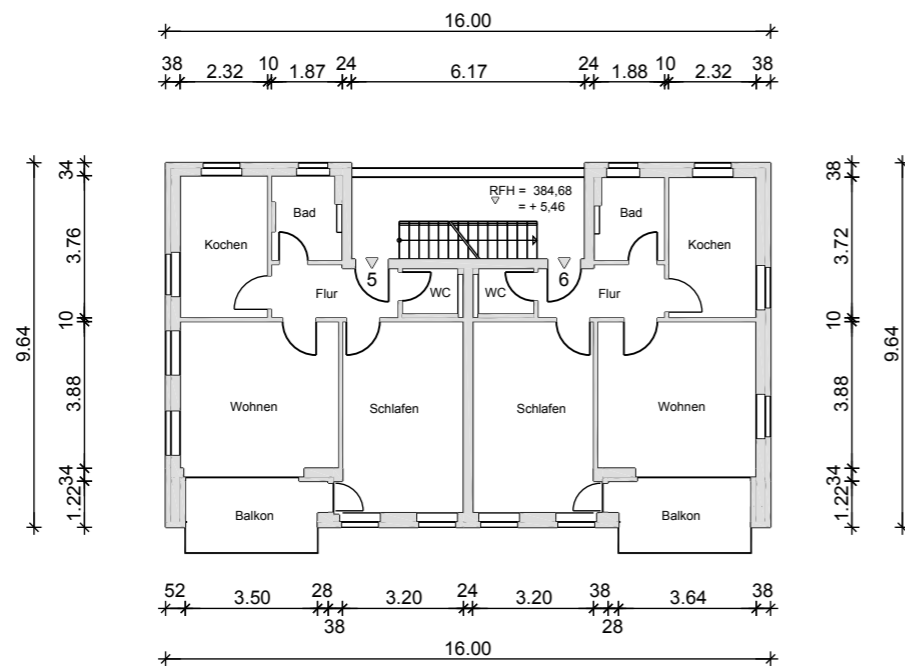 16.00
38 2.32 10 1.87 24 6.17 24 1.88 10 2.32 38
34 38
RFH = 384,68
= + 5,46
Bad Bad
3.76 Kochen Kochen 3.72
5 6
Flur WC WC Flur
10 10
9.64 9.64
3.88 Wohnen Schlafen Schlafen Wohnen 3.88
34 34
1.22 Balkon Balkon 1.22
52 3.50 28 3.20 24 3.20 38 3.64 38
38 28
16.00